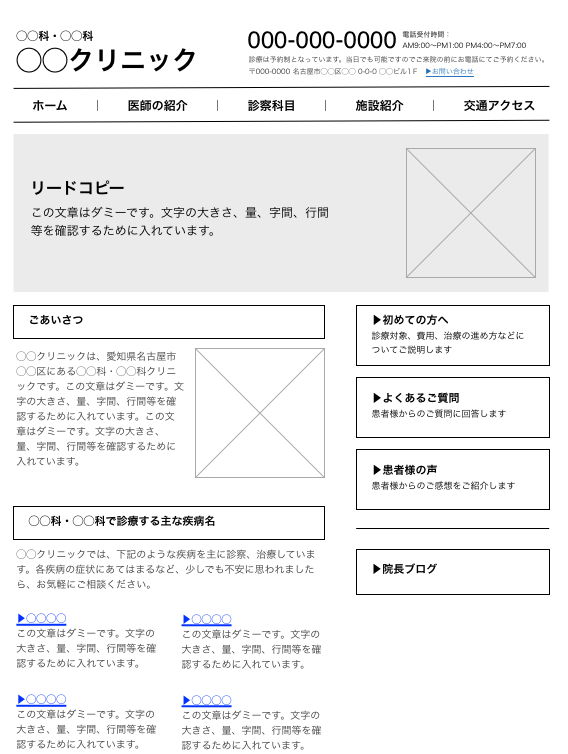 ◯◯科・◯◯科
◯◯クリニック
000-000-0000
電話受付時間：
AM9:00〜PM1:00 PM4:00〜PM7:00
診療は予約制となっています。当日でも可能ですのでご来院の前にお電話にてご予約ください。
〒000-0000 名古屋市◯◯区◯◯ 0-0-0 ◯◯ビル1F ▶お問い合わせ
ホーム | 医師の紹介 | 診察科目 | 施設紹介 | 交通アクセス
リードコピー
この文章はダミーです。文字の大きさ、量、字間、行間
等を確認するために入れています。
ごあいさつ
◯◯クリニックは、愛知県名古屋市
◯◯区にある◯◯科・◯◯科クリニ
ックです。この文章はダミーです。文
字の大きさ、量、字間、行間等を確
認するために入れています。この文
章はダミーです。文字の大きさ、
量、字間、行間等を確認するために
入れています。
◯◯科・◯◯科で診療する主な疾病名
◯◯クリニックでは、下記のような疾病を主に診察、治療していま
す。各疾病の症状にあてはまるなど、少しでも不安に思われました
ら、お気軽にご相談ください。
▶◯◯◯◯
この文章はダミーです。文字の
大きさ、量、字間、行間等を確
認するために入れています。
▶◯◯◯◯
この文章はダミーです。文字の
大きさ、量、字間、行間等を確
認するために入れています。
▶◯◯◯◯
この文章はダミーです。文字の
大きさ、量、字間、行間等を確
認するために入れています。
▶◯◯◯◯
この文章はダミーです。文字の
大きさ、量、字間、行間等を確
認するために入れています。
▶初めての方へ
診療対象、費用、治療の進め方などに
ついてご説明します
▶よくあるご質問
患者様からのご質問に回答します
▶患者様の声
患者様からのご感想をご紹介します
▶院長ブログ